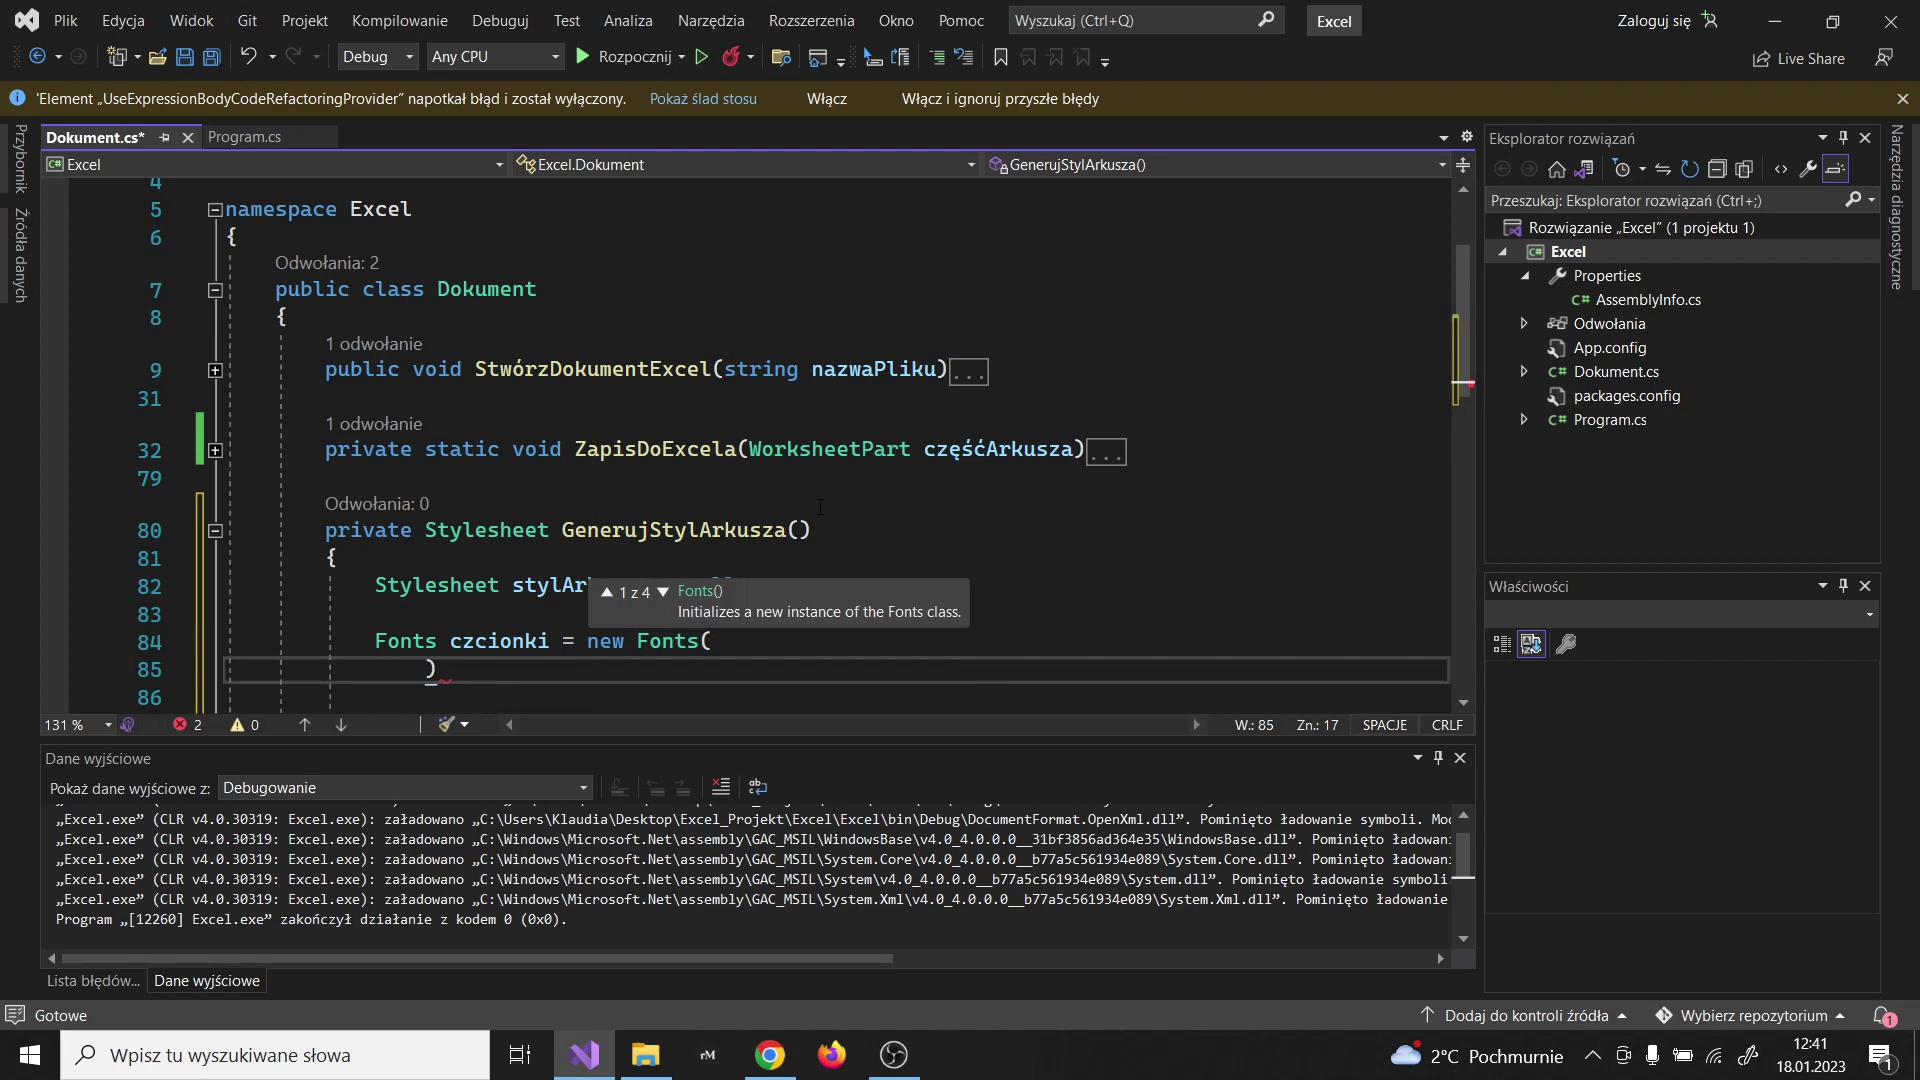 Plik Edycja Widok Git Projekt Kompilowanie Debuguj Test Analiza Narzędzia Rozszerzenia Okno Pomoc Wyszukaj (Ctrl+Q) Excel Zaloguj się
Debug Any CPU Rozpocznij Live Share
'Element „UseExpressionBodyCodeRefactoringProvider” napotkał błąd i został wyłączony. Pokaż ślad stosu Włącz Włącz i ignoruj przyszłe błędy
Przybornik
Źródła danych
Dokument.cs* Program.cs
Excel Excel.Dokument GenerujStylArkusza()
4
5 namespace Excel
6 {
Odwołania: 2
7 public class Dokument
8 {
1 odwołanie
9 public void StwórzDokumentExcel(string nazwaPliku)...
31
1 odwołanie
32 private static void ZapisDoExcela(WorksheetPart częśćArkusza)...
79
Odwołania: 0
80 private Stylesheet GenerujStylArkusza()
81 {
82 Stylesheet stylAr
1 z 4 Fonts()
Initializes a new instance of the Fonts class.
83
84 Fonts czcionki = new Fonts(
85 )
86
131 % 2 0 W.: 85 Zn.: 17 SPACJE CRLF
Dane wyjściowe
Pokaż dane wyjściowe z: Debugowanie
„Excel.exe” (CLR v4.0.30319: Excel.exe): załadowano „C:\Users\Klaudia\Desktop\Excel_Projekt\Excel\Excel\bin\Debug\DocumentFormat.OpenXml.dll”. Pominięto ładowanie symboli. Mo
„Excel.exe” (CLR v4.0.30319: Excel.exe): załadowano „C:\Windows\Microsoft.Net\assembly\GAC_MSIL\WindowsBase\v4.0_4.0.0.0__31bf3856ad364e35\WindowsBase.dll”. Pominięto ładowani
„Excel.exe” (CLR v4.0.30319: Excel.exe): załadowano „C:\Windows\Microsoft.Net\assembly\GAC_MSIL\System.Core\v4.0_4.0.0.0__b77a5c561934e089\System.Core.dll”. Pominięto ładowani
„Excel.exe” (CLR v4.0.30319: Excel.exe): załadowano „C:\Windows\Microsoft.Net\assembly\GAC_MSIL\System\v4.0_4.0.0.0__b77a5c561934e089\System.dll”. Pominięto ładowanie symboli
„Excel.exe” (CLR v4.0.30319: Excel.exe): załadowano „C:\Windows\Microsoft.Net\assembly\GAC_MSIL\System.Xml\v4.0_4.0.0.0__b77a5c561934e089\System.Xml.dll”. Pominięto ładowanie
Program „[12260] Excel.exe” zakończył działanie z kodem 0 (0x0).
Lista błędów... Dane wyjściowe
Eksplorator rozwiązań
Przeszukaj: Eksplorator rozwiązań (Ctrl+;)
Rozwiązanie „Excel” (1 projektu 1)
Excel
Properties
AssemblyInfo.cs
Odwołania
App.config
Dokument.cs
packages.config
Program.cs
Właściwości
Narzędzia diagnostyczne
Gotowe Dodaj do kontroli źródła Wybierz repozytorium 1
Wpisz tu wyszukiwane słowa rM 2°C Pochmurnie 12:41
18.01.2023 1